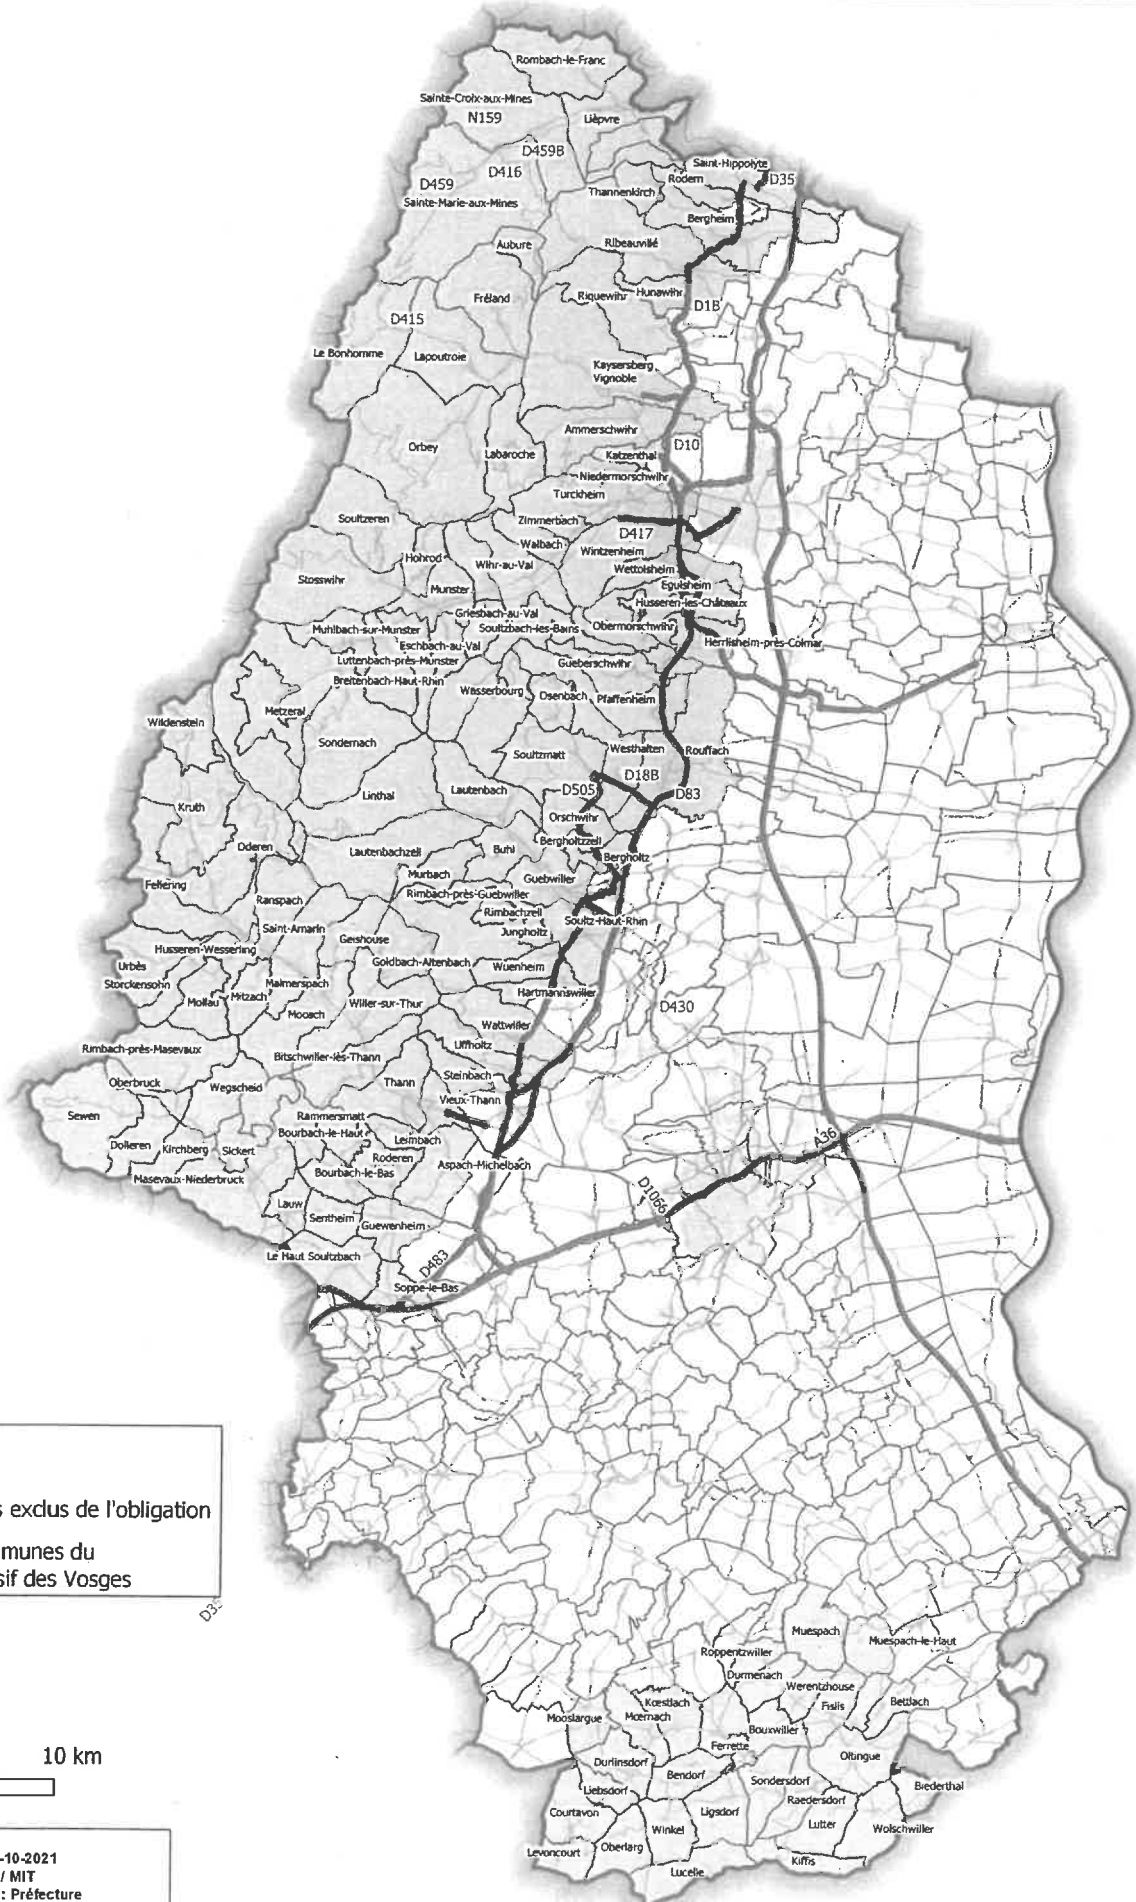 Rombach-le-Franc
Sainte-Croix-aux-Mines
N159
Lièpvre
D459B
D416
D459
Sainte-Marie-aux-Mines
Saint-Hippolyte
Rodern
D35
Thannenkirch
Bergheim
Aubure
Ribeauvillé
Fréland
Riquewihr
Hunawihr
D1B
D415
Le Bonhomme
Lapoutroie
Kaysersberg
Vignoble
Ammerschwihr
Orbey
Labaroche
Katzenthal
D10
Niedermorschwihr
Turckheim
Soultzeren
Zimmerbach
D417
Walbach
Wintzenheim
Hohrod
Wihr-au-Val
Wettolsheim
Stosswihr
Munster
Eguisheim
Husseren-les-Châteaux
Griesbach-au-Val
Muhlbach-sur-Munster
Soultzbach-les-Bains
Obermorschwihr
Eschbach-au-Val
Herrlisheim-près-Colmar
Luttenbach-près-Munster
Gueberschwihr
Breitenbach-Haut-Rhin
Wasserbourg
Osenbach
Pfaffenheim
Metzeral
Wildenstein
Sondernach
Soultzmatt
Westhalten
Rouffach
D18B
Linthal
Lautenbach
D505
D83
Kruth
Orschwihr
Oderen
Lautenbachzell
Buhl
Bergholtzzell
Bergholtz
Fellering
Murbach
Guebwiller
Ranspach
Rimbach-près-Guebwiller
Rimbachzell
Soultz-Haut-Rhin
Saint-Amarin
Jungholtz
Geishouse
Husseren-Wesserling
Urbès
Goldbach-Altenbach
Wuenheim
Storckensohn
Malmerspach
Mollau
Mitzach
Hartmannswiller
Willer-sur-Thur
Moosch
D430
Wattwiller
Uffholtz
Rimbach-près-Masevaux
Bitschwiller-lès-Thann
Oberbruck
Wegscheid
Thann
Steinbach
Vieux-Thann
Sewen
Rammersmatt
Bourbach-le-Haut
Leimbach
Dolleren
Kirchberg
Sickert
Roderen
Aspach-Michelbach
A36
Masevaux-Niederbruck
Bourbach-le-Bas
D1066
Lauw
Sentheim
Guewenheim
Le Haut Soultzbach
D483
Soppe-le-Bas
s exclus de l'obligation
munes du
sif des Vosges
10 km
-10-2021
/ MIT
: Préfecture
Muespach
Muespach-le-Haut
Roppentzwiller
Durmenach
Werentzhouse
Kœstlach
Fislis
Bettlach
Mooslargue
Mœrnach
Bouxwiller
Ferrette
Oltingue
Durlinsdorf
Bendorf
Sondersdorf
Biederthal
Liebsdorf
Raedersdorf
Courtavon
Ligsdorf
Lutter
Wolschwiller
Winkel
Oberlarg
Levoncourt
Kiffis
Lucelle